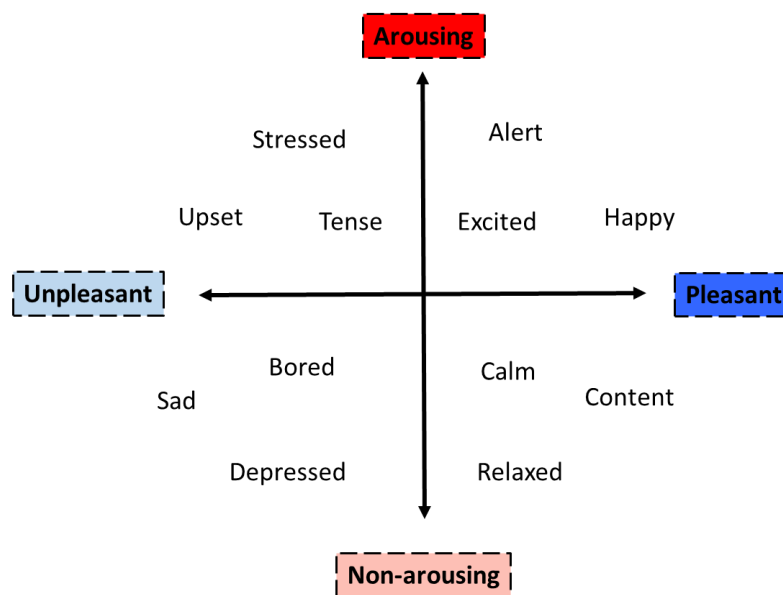 Arousing
Stressed
Alert
Upset
Tense
Excited
Happy
Unpleasant
Pleasant
Bored
Calm
Sad
Content
Depressed
Relaxed
Non-arousing